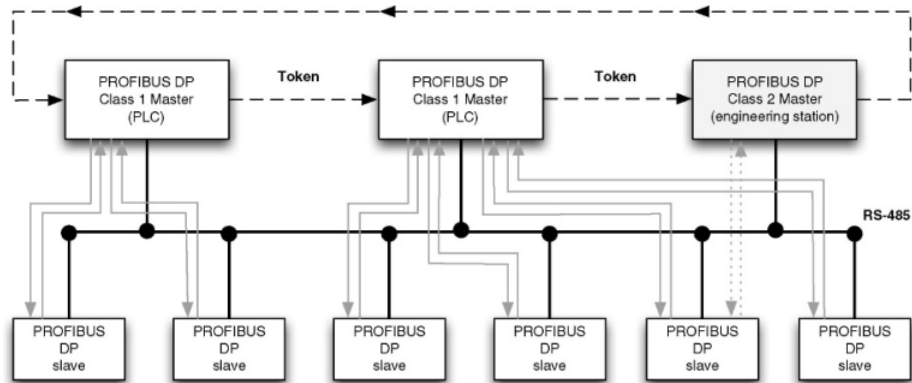 PROFIBUS DP
Class 1 Master
(PLC)
Token
PROFIBUS DP
Class 1 Master
(PLC)
Token
PROFIBUS DP
Class 2 Master
(engineering station)
RS-485
PROFIBUS
DP
slave
PROFIBUS
DP
slave
PROFIBUS
DP
slave
PROFIBUS
DP
slave
PROFIBUS
DP
slave
PROFIBUS
DP
slave